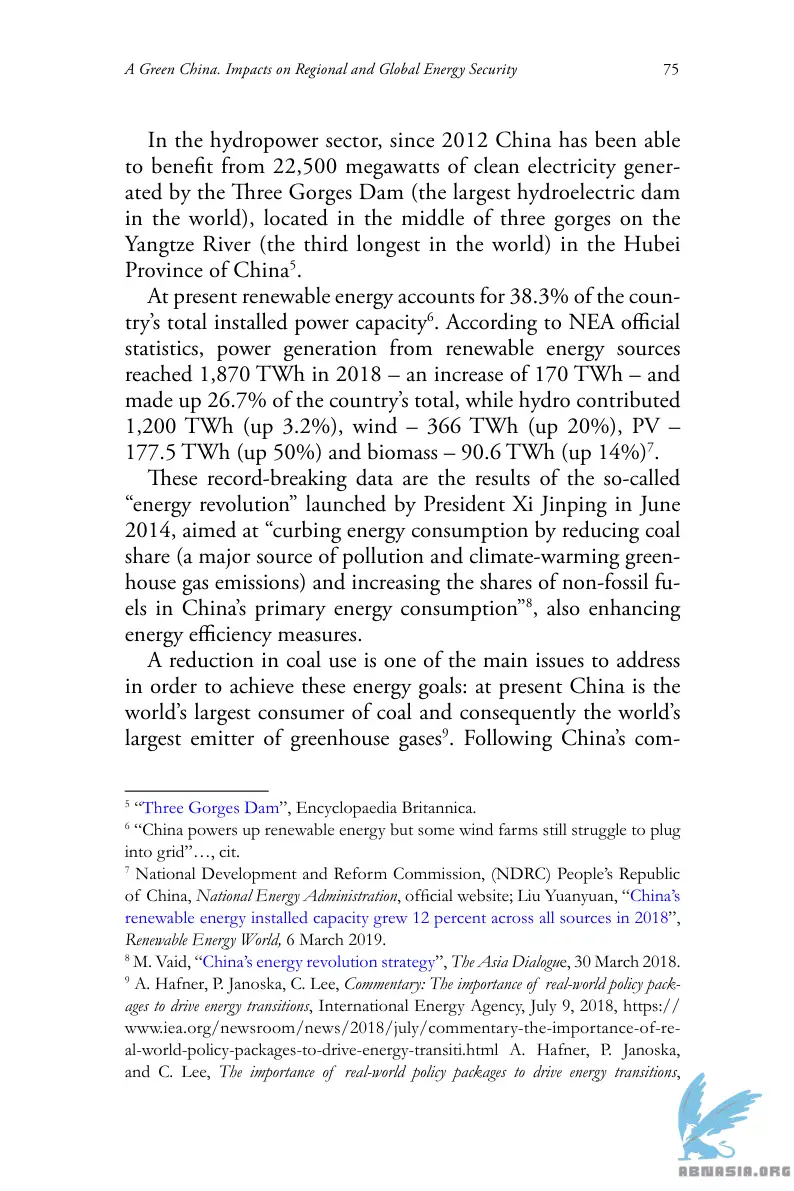 A Green China. Impacts on Regional and Global Energy Security 75
In the hydropower sector, since 2012 China has been able
to benefit from 22,500 megawatts of clean electricity gener-
ated by the Three Gorges Dam (the largest hydroelectric dam
in the world), located in the middle of three gorges on the
Yangtze River (the third longest in the world) in the Hubei
Province of China⁵.
At present renewable energy accounts for 38.3% of the coun-
try’s total installed power capacity⁶. According to NEA official
statistics, power generation from renewable energy sources
reached 1,870 TWh in 2018 – an increase of 170 TWh – and
made up 26.7% of the country’s total, while hydro contributed
1,200 TWh (up 3.2%), wind – 366 TWh (up 20%), PV –
177.5 TWh (up 50%) and biomass – 90.6 TWh (up 14%)⁷.
These record-breaking data are the results of the so-called
“energy revolution” launched by President Xi Jinping in June
2014, aimed at “curbing energy consumption by reducing coal
share (a major source of pollution and climate-warming green-
house gas emissions) and increasing the shares of non-fossil fu-
els in China’s primary energy consumption”⁸, also enhancing
energy efficiency measures.
A reduction in coal use is one of the main issues to address
in order to achieve these energy goals: at present China is the
world’s largest consumer of coal and consequently the world’s
largest emitter of greenhouse gases⁹. Following China’s com-
⁵ “Three Gorges Dam”, Encyclopaedia Britannica.
⁶ “China powers up renewable energy but some wind farms still struggle to plug
into grid”…, cit.
⁷ National Development and Reform Commission, (NDRC) People’s Republic
of China, National Energy Administration, official website; Liu Yuanyuan, “China’s
renewable energy installed capacity grew 12 percent across all sources in 2018”,
Renewable Energy World, 6 March 2019.
⁸ M. Vaid, “China’s energy revolution strategy”, The Asia Dialogue, 30 March 2018.
⁹ A. Hafner, P. Janoska, C. Lee, Commentary: The importance of real-world policy pack-
ages to drive energy transitions, International Energy Agency, July 9, 2018, https://
www.iea.org/newsroom/news/2018/july/commentary-the-importance-of-re-
al-world-policy-packages-to-drive-energy-transiti.html A. Hafner, P. Janoska,
and C. Lee, The importance of real-world policy packages to drive energy transitions,
ABNASIA.ORG